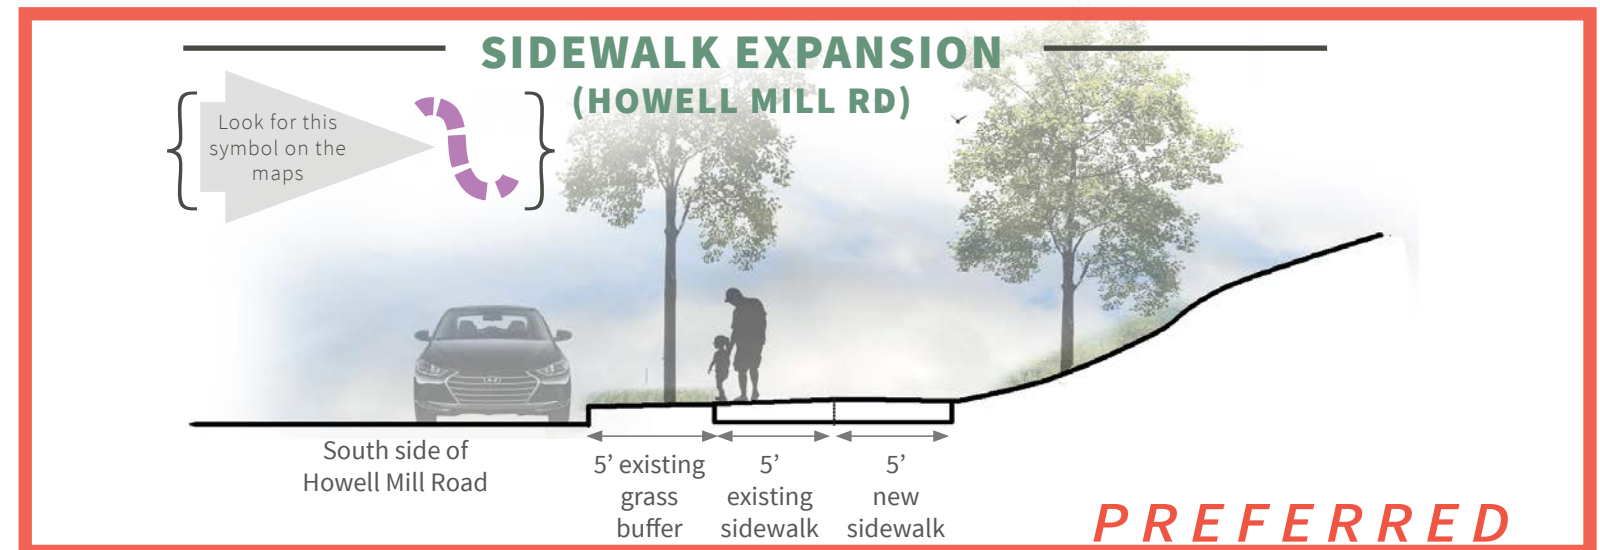 SIDEWALK EXPANSION
(HOWELL MILL RD)
Look for this
symbol on the
maps
South side of
Howell Mill Road
5’ existing
grass
buffer
5’
existing
sidewalk
5’
new
sidewalk
PREFERRED